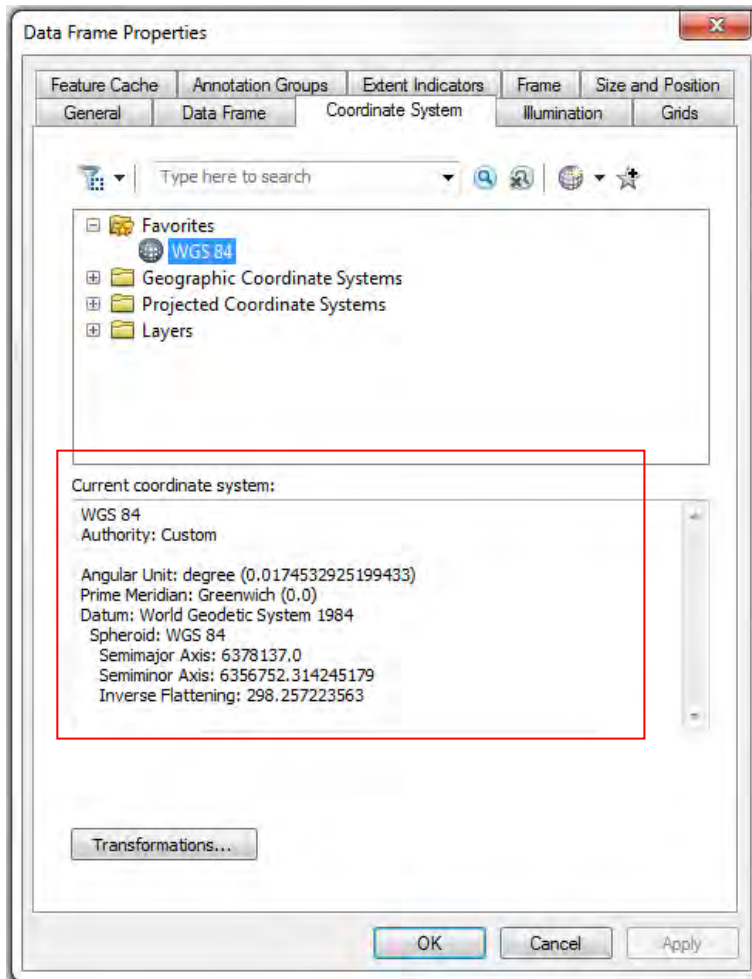 Data Frame Properties
Feature Cache Annotation Groups Extent Indicators Frame Size and Position
General Data Frame Coordinate System Illumination Grids
Type here to search
Favorites
WGS 84
Geographic Coordinate Systems
Projected Coordinate Systems
Layers
Current coordinate system:
WGS 84
Authority: Custom
Angular Unit: degree (0.0174532925199433)
Prime Meridian: Greenwich (0.0)
Datum: World Geodetic System 1984
Spheroid: WGS 84
Semimajor Axis: 6378137.0
Semiminor Axis: 6356752.314245179
Inverse Flattening: 298.257223563
Transformations...
OK Cancel Apply